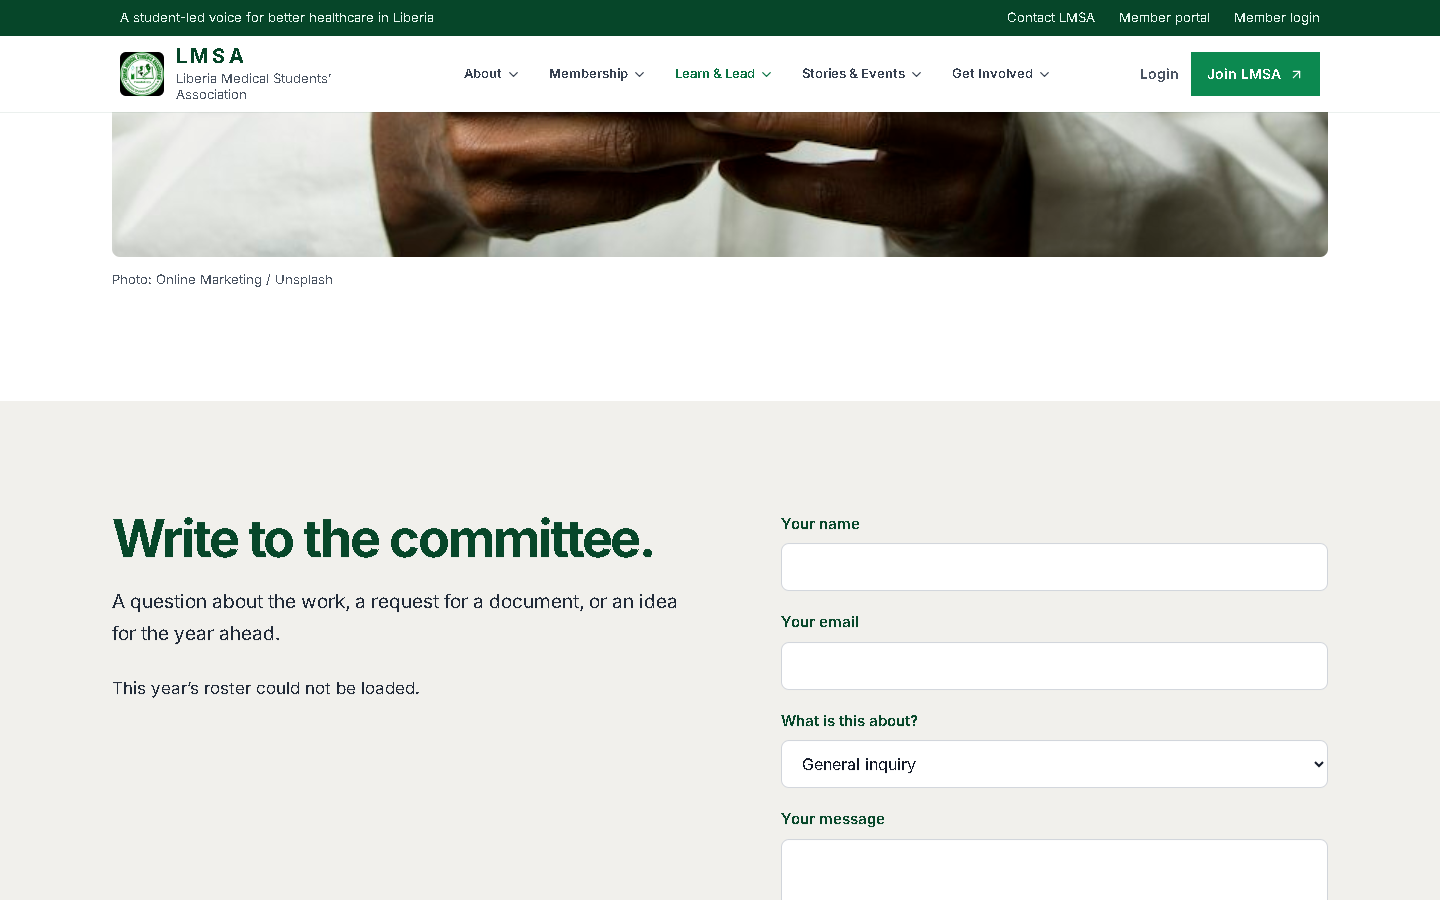 A student-led voice for better healthcare in Liberia
Contact LMSA
Member portal
Member login
LMSA
Liberia Medical Students’
Association
About
Membership
Learn & Lead
Stories & Events
Get Involved
Login
Join LMSA
Photo: Online Marketing / Unsplash
Write to the committee.
A question about the work, a request for a document, or an idea
for the year ahead.
This year’s roster could not be loaded.
Your name
Your email
What is this about?
General inquiry
Your message